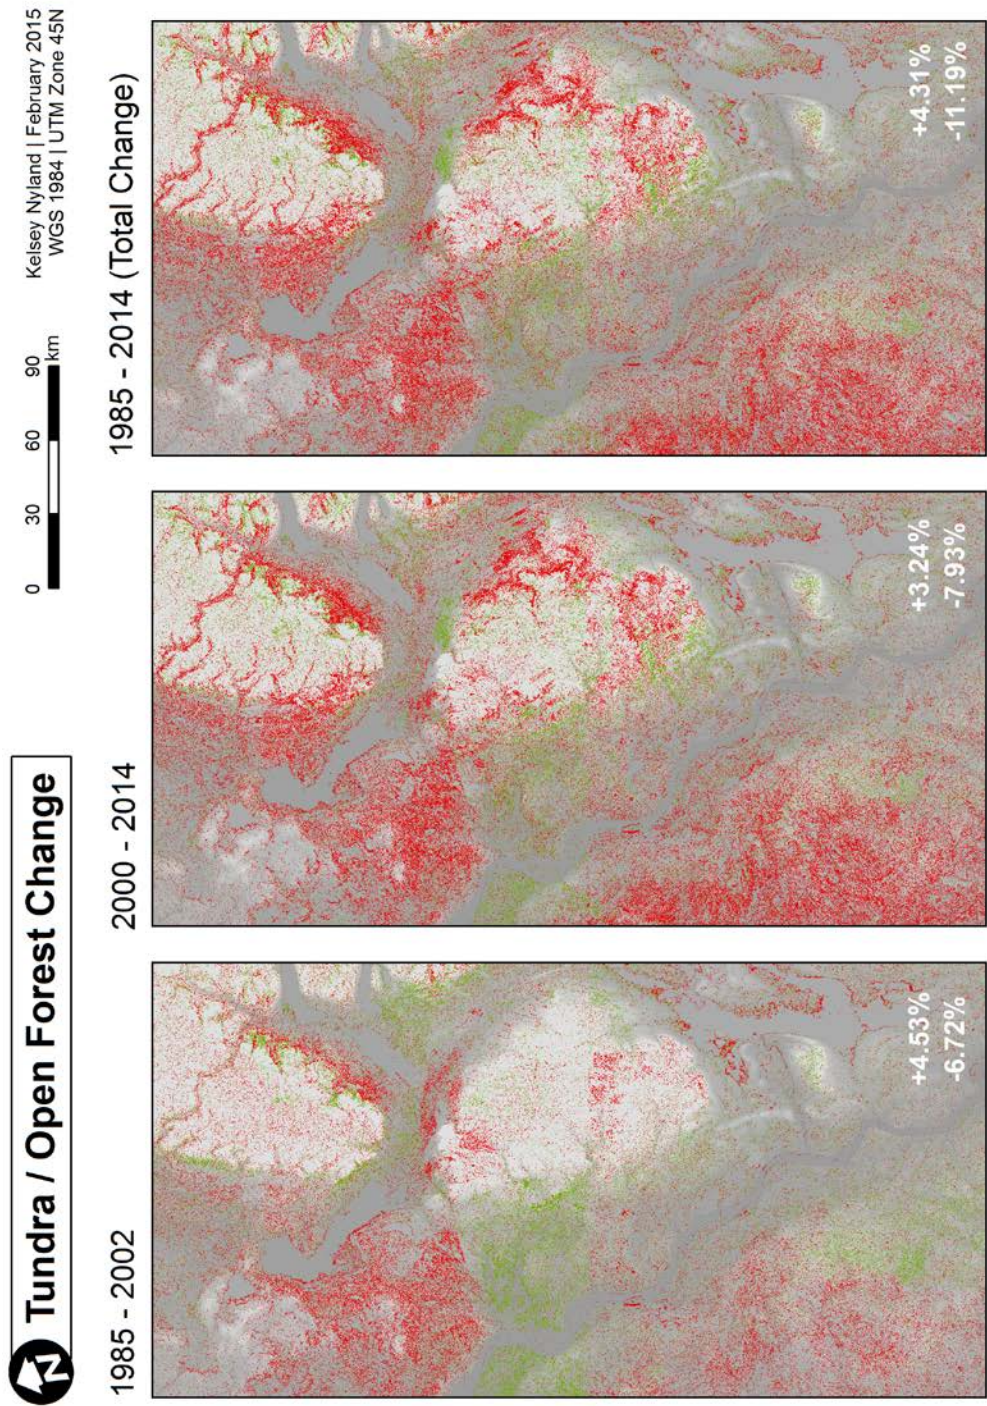 N
Tundra / Open Forest Change
0 30 60 90
km
Kelsey Nyland | February 2015
WGS 1984 | UTM Zone 45N
1985 - 2002
2000 - 2014
1985 - 2014 (Total Change)
+4.53%
-6.72%
+3.24%
-7.93%
+4.31%
-11.19%